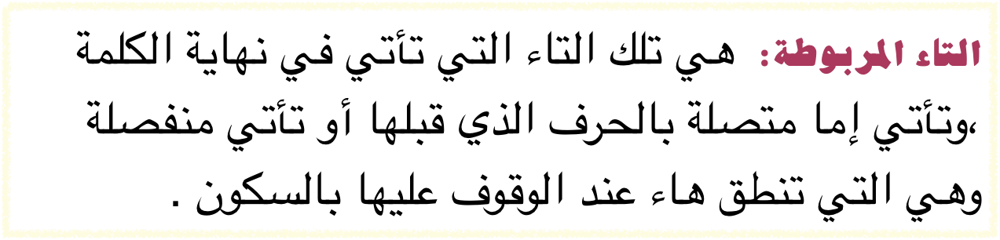 التاء المربوطة: هي تلك التاء التي تأتي في نهاية الكلمة
،وتأتي إما متصلة بالحرف الذي قبلها أو تأتي منفصلة
وهي التي تنطق هاء عند الوقوف عليها بالسكون .